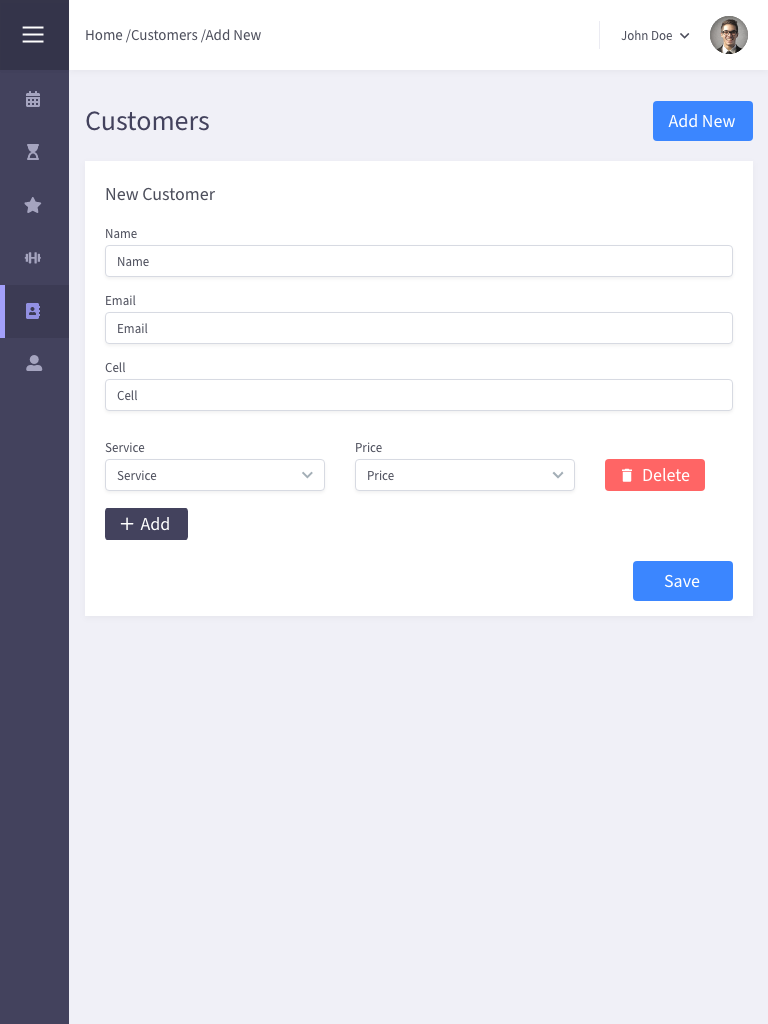 Home /Customers /Add New
John Doe
Customers
Add New
New Customer
Name
Name
Email
Email
Cell
Cell
Service
Price
Service
Price
Delete
Add
Save